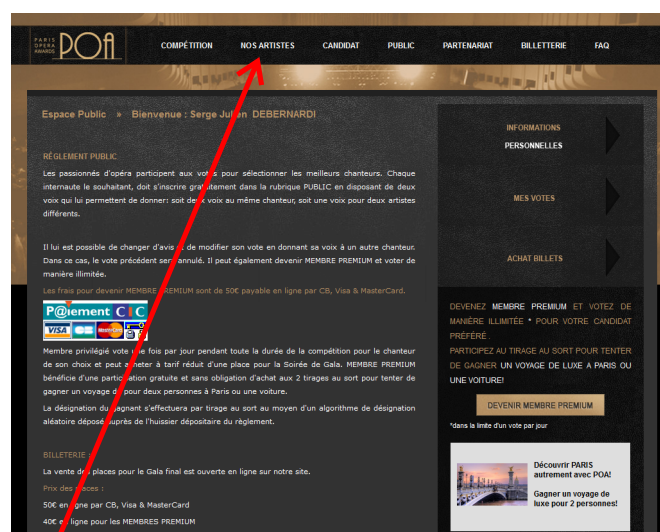 PARIS
OPERA
AWARDS
POA
COMPÉTITION NOS ARTISTES CANDIDAT PUBLIC PARTENARIAT BILLETTERIE FAQ
Espace Public » Bienvenue : Serge Julien DEBERNARDI
RÉGLEMENT PUBLIC
Les passionnés d'opéra participent aux votes pour sélectionner les meilleurs chanteurs. Chaque
internaute le souhaitant, doit s'inscrire gratuitement dans la rubrique PUBLIC en disposant de deux
voix qui lui permettent de donner: soit deux voix au même chanteur, soit une voix pour deux artistes
différents.
Il lui est possible de changer d'avis et de modifier son vote en donnant sa voix à un autre chanteur.
Dans ce cas, le vote précédent sera annulé. Il peut également devenir MEMBRE PREMIUM et voter de
manière illimitée.
Les frais pour devenir MEMBRE PREMIUM sont de 50€ payable en ligne par CB, Visa & MasterCard.
P@iement CIC
VISA CB MasterCard
Membre privilégié vote une fois par jour pendant toute la durée de la compétition pour le chanteur
de son choix et peut acheter à tarif réduit d'une place pour la Soirée de Gala. MEMBRE PREMIUM
bénéficie d'une participation gratuite et sans obligation d'achat aux 2 tirages au sort pour tenter de
gagner un voyage de pour deux personnes à Paris ou une voiture.
La désignation du gagnant s'effectuera par tirage au sort au moyen d'un algorithme de désignation
aléatoire déposé auprès de l'huissier dépositaire du règlement.
BILLETERIE :
La vente des places pour le Gala final est ouverte en ligne sur notre site.
Prix des places :
50€ en ligne par CB, Visa & MasterCard
40€ en ligne pour les MEMBRES PREMIUM
INFORMATIONS
PERSONNELLES
MES VOTES
ACHAT BILLETS
DEVENEZ MEMBRE PREMIUM ET VOTEZ DE
MANIÈRE ILLIMITÉE * POUR VOTRE CANDIDAT
PRÉFÉRÉ .
PARTICIPEZ AU TIRAGE AU SORT POUR TENTER
DE GAGNER UN VOYAGE DE LUXE A PARIS OU
UNE VOITURE!
DEVENIR MEMBRE PREMIUM
*dans la limite d'un vote par jour
Découvrir PARIS
autrement avec POA!
Gagner un voyage de
luxe pour 2 personnes!